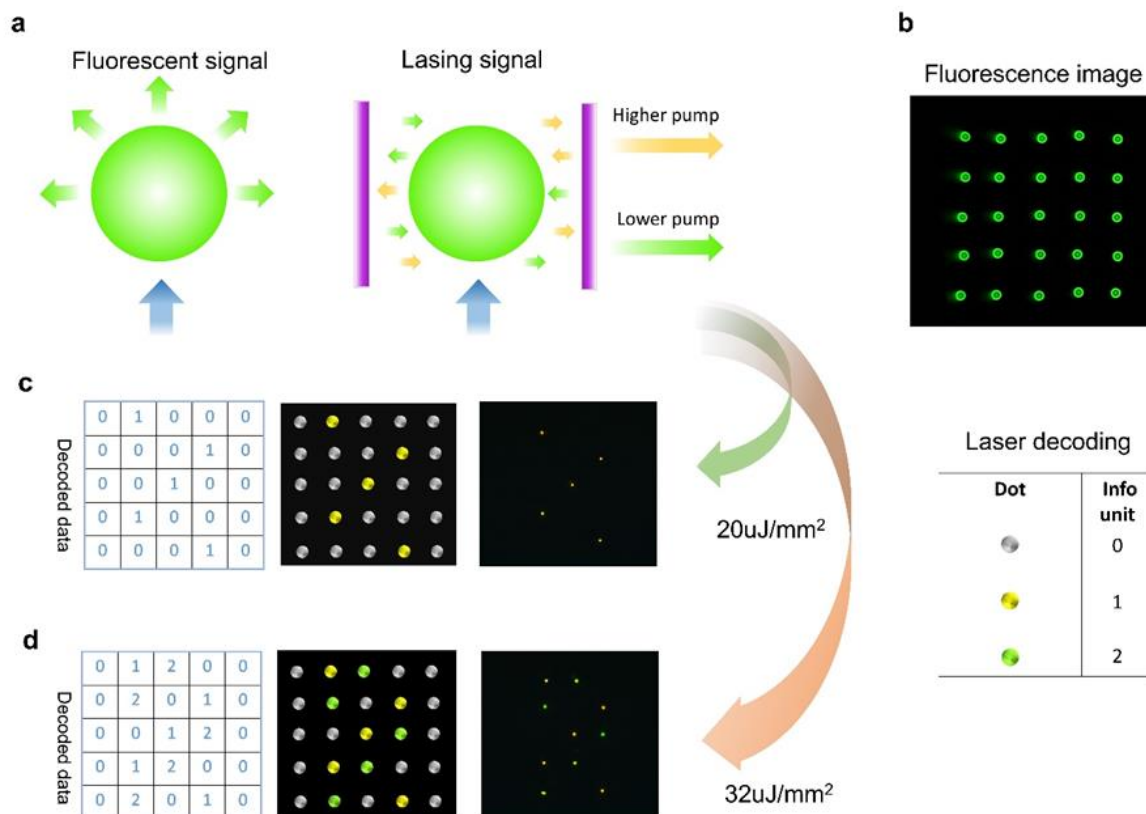 a
Fluorescent signal
Lasing signal
Higher pump
Lower pump
b
Fluorescence image
c
Decoded data
0 1 0 0 0
0 0 0 1 0
0 0 1 0 0
0 1 0 0 0
0 0 0 1 0
20uJ/mm²
Laser decoding
Dot Info
unit
0
1
2
d
Decoded data
0 1 2 0 0
0 2 0 1 0
0 0 1 2 0
0 1 2 0 0
0 2 0 1 0
32uJ/mm²